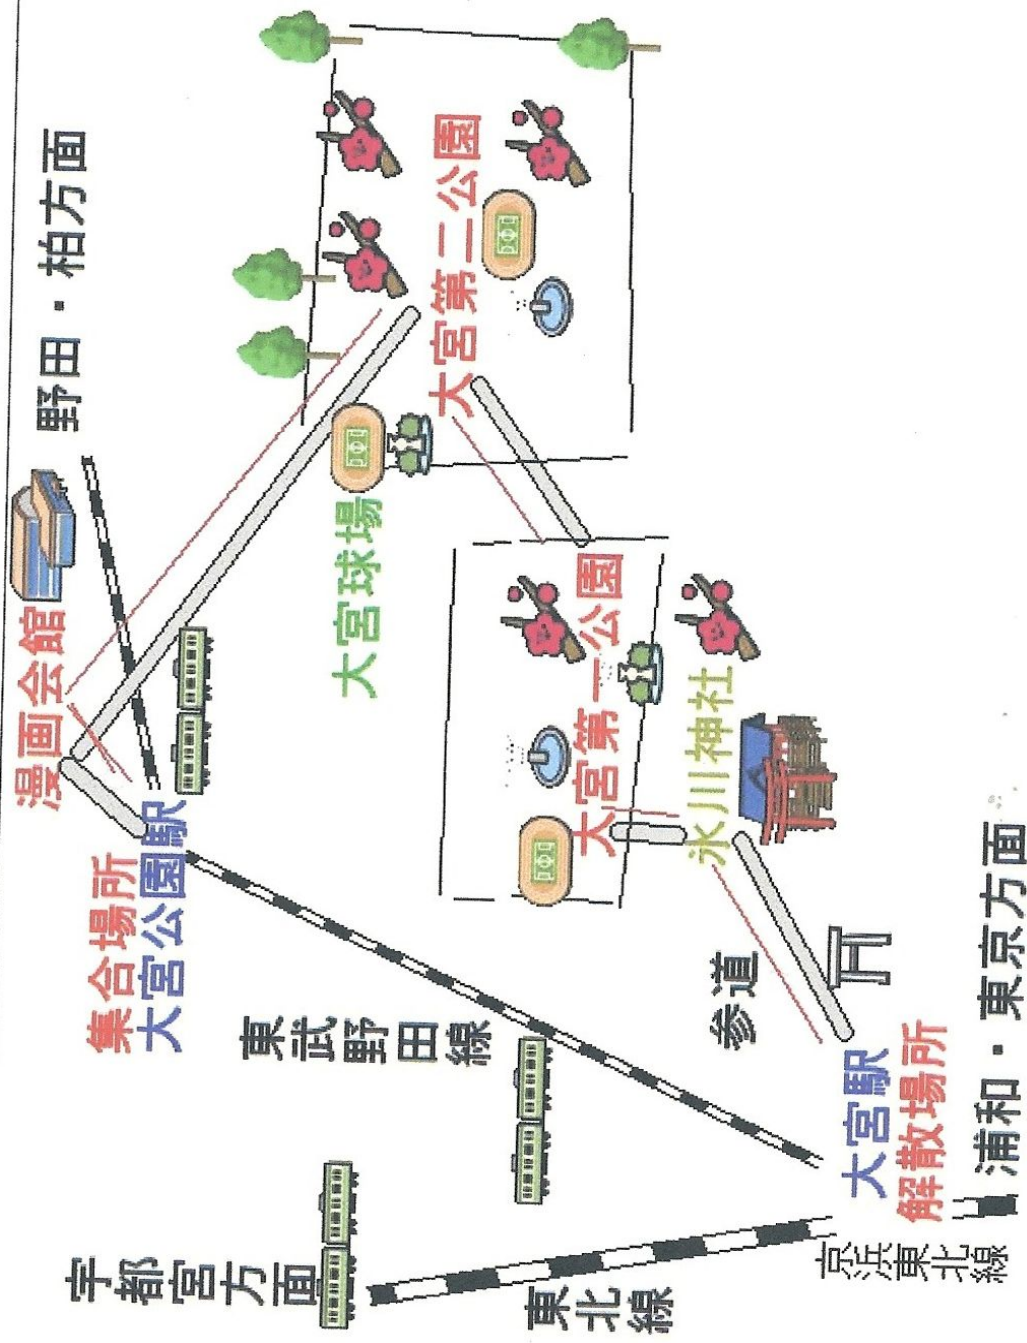 漫画会館
野田・柏方面
宇都宮方面
集合場所
大宮公園駅
東武野田線
大宮球場
大宮第二公園
東北線
大宮第一公園
氷川神社
参道
大宮駅
解散場所
京浜東北線
浦和・東京方面